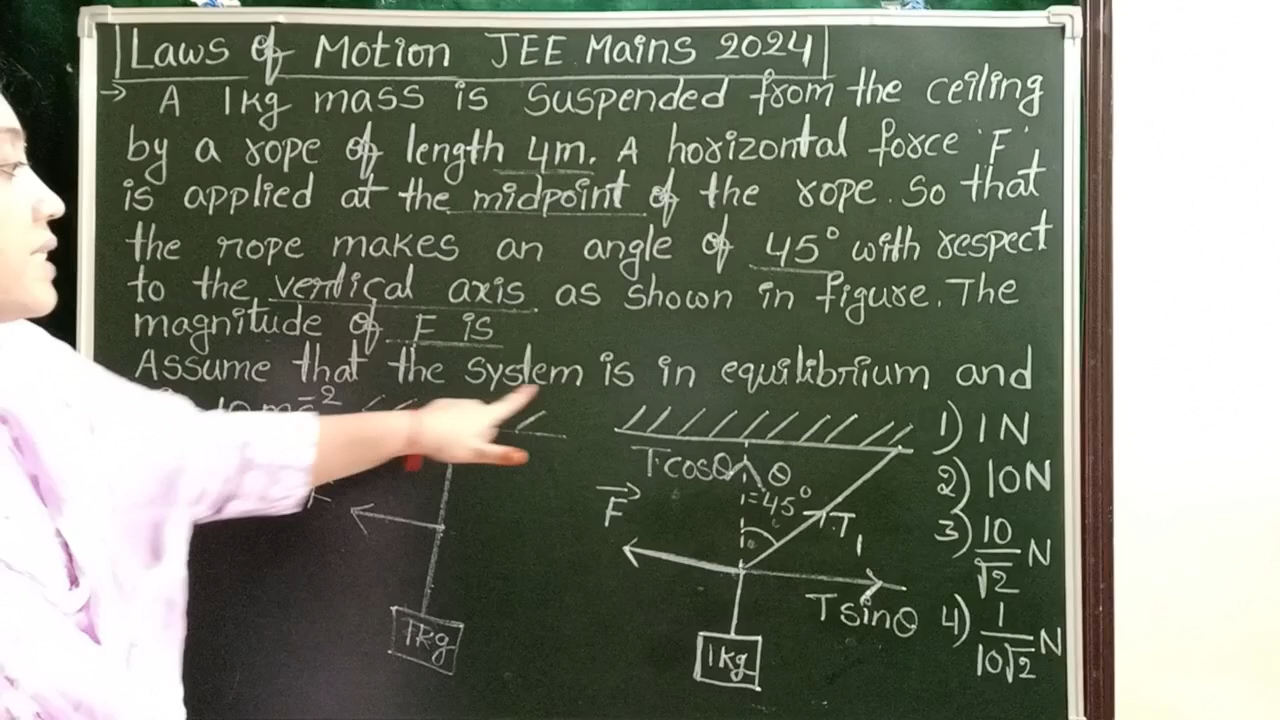 Laws of Motion JEE Mains 2024
→ A 1kg mass is suspended from the ceiling
by a rope of length 4m. A horizontal force 'F'
is applied at the midpoint of the rope. So that
the rope makes an angle of 45° with respect
to the vertical axis as shown in figure. The
magnitude of F is
Assume that the system is in equilibrium and
1kg
Tcosθ
θ
=45°
F
T1
Tsinθ
1kg
1) 1N
2) 10N
3) 10/√2 N
4) 1/10√2 N